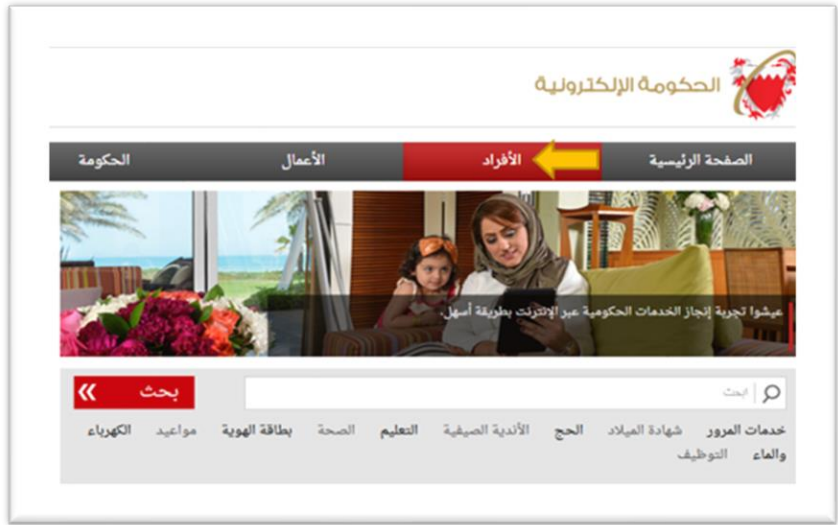 الحكومة الإلكترونية
الصفحة الرئيسية الأفراد الأعمال الحكومة
عيشوا تجربة إنجاز الخدمات الحكومية عبر الإنترنت بطريقة أسهل.
ابحث بحث
خدمات المرور شهادة الميلاد الحج الأندية الصيفية التعليم الصحة بطاقة الهوية مواعيد الكهرباء
والماء التوظيف